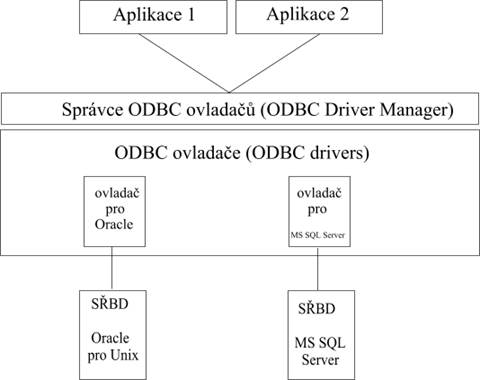 Aplikace 1
Aplikace 2
Správce ODBC ovladačů (ODBC Driver Manager)
ODBC ovladače (ODBC drivers)
ovladač
pro
Oracle
ovladač
pro
MS SQL Server
SŘBD
Oracle
pro Unix
SŘBD
MS SQL
Server